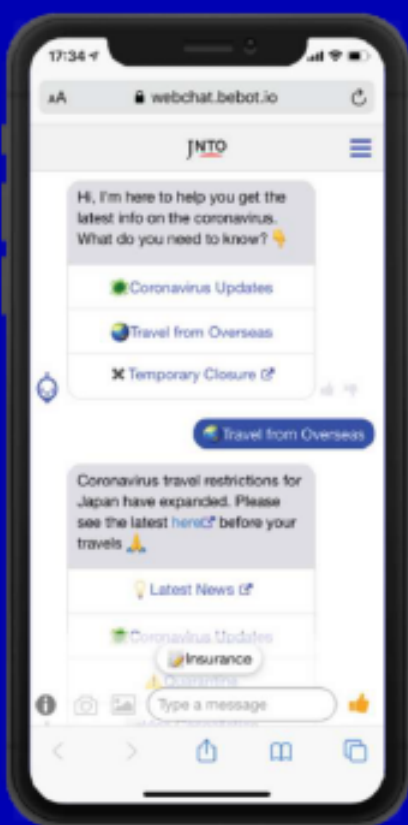 17:34
AA webchat.bebot.io
JNTO
Hi, I'm here to help you get the
latest info on the coronavirus.
What do you need to know?
Coronavirus Updates
Travel from Overseas
Temporary Closure
Travel from Overseas
Coronavirus travel restrictions for
Japan have expanded. Please
see the latest here before your
travels
Latest News
Coronavirus Updates
Insurance
Quarantine
Type a message